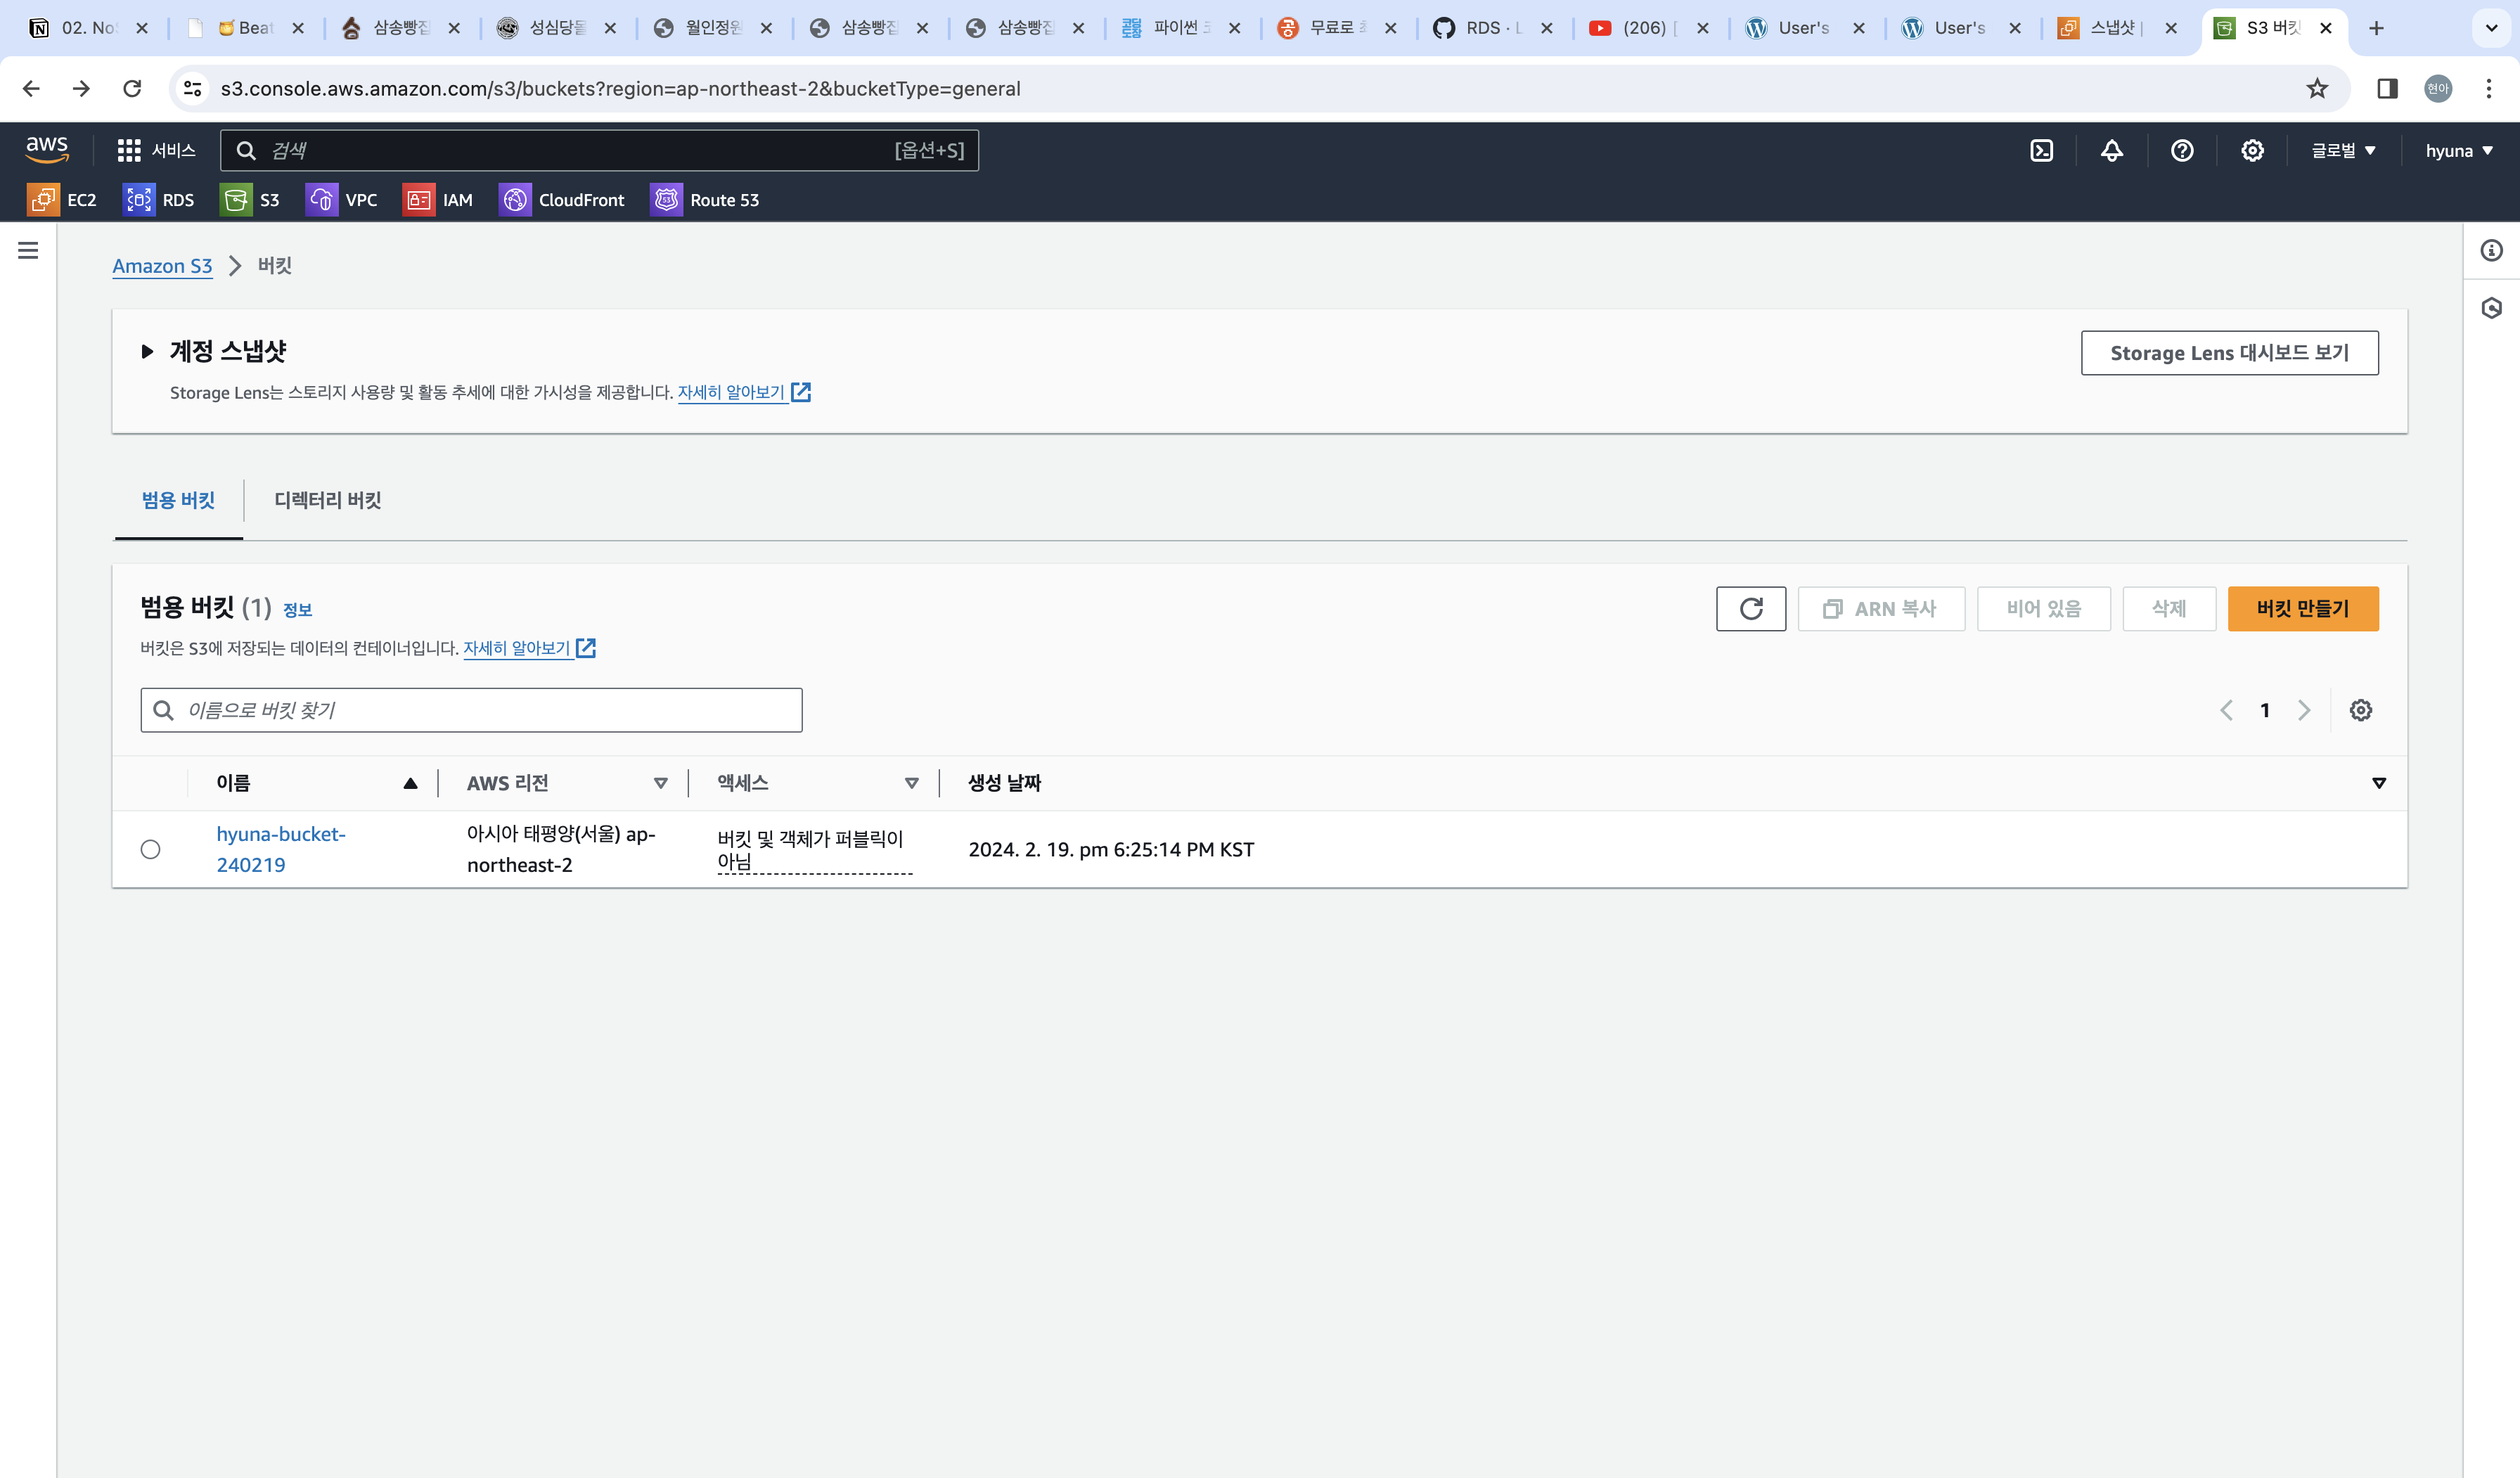 02. No
Beat
삼송빵집
성심당몰
월인정원
삼송빵집
삼송빵집
파이썬
무료로
RDS · L
(206) [
User's
User's
스냅샷 |
S3 버킷
s3.console.aws.amazon.com/s3/buckets?region=ap-northeast-2&bucketType=general
현아
aws
서비스
검색
[옵션+S]
글로벌
hyuna
EC2
RDS
S3
VPC
IAM
CloudFront
Route 53
Amazon S3
버킷
계정 스냅샷
Storage Lens 대시보드 보기
Storage Lens는 스토리지 사용량 및 활동 추세에 대한 가시성을 제공합니다. 자세히 알아보기
범용 버킷
디렉터리 버킷
범용 버킷 (1) 정보
ARN 복사
비어 있음
삭제
버킷 만들기
버킷은 S3에 저장되는 데이터의 컨테이너입니다. 자세히 알아보기
이름으로 버킷 찾기
1
이름
AWS 리전
액세스
생성 날짜
hyuna-bucket-
240219
아시아 태평양(서울) ap-
northeast-2
버킷 및 객체가 퍼블릭이
아님
2024. 2. 19. pm 6:25:14 PM KST